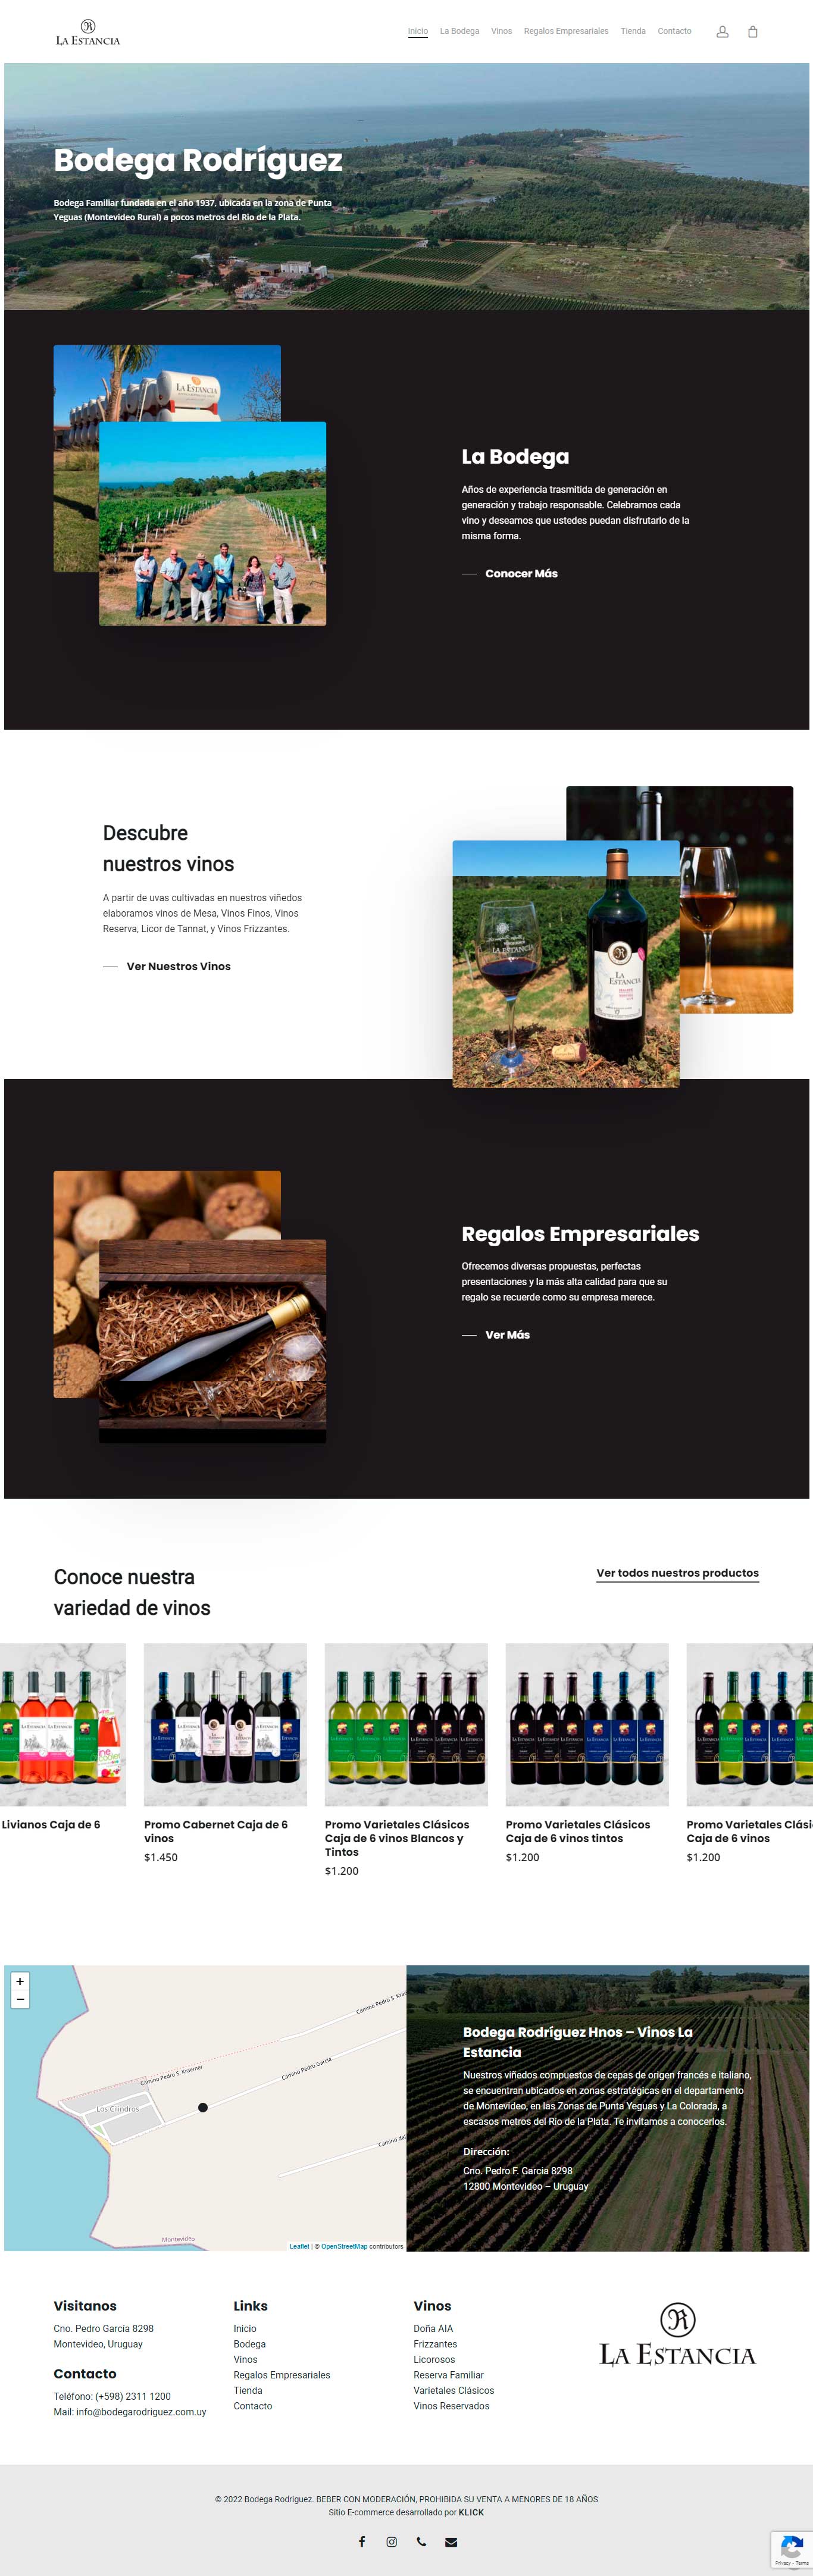 LA ESTANCIA
Inicio
La Bodega
Vinos
Regalos Empresariales
Tienda
Contacto
Bodega Rodríguez
Bodega Familiar fundada en el año 1937, ubicada en la zona de Punta
Yeguas (Montevideo Rural) a pocos metros del Río de la Plata.
LA ESTANCIA
La Bodega
Años de experiencia trasmitida de generación en
generación y trabajo responsable. Celebramos cada
vino y deseamos que ustedes puedan disfrutarlo de la
misma forma.
Conocer Más
Descubre
nuestros vinos
A partir de uvas cultivadas en nuestros viñedos
elaboramos vinos de Mesa, Vinos Finos, Vinos
Reserva, Licor de Tannat, y Vinos Frizzantes.
Ver Nuestros Vinos
LA ESTANCIA
LA
ESTANCIA
Regalos Empresariales
Ofrecemos diversas propuestas, perfectas
presentaciones y la más alta calidad para que su
regalo se recuerde como su empresa merece.
Ver Más
Conoce nuestra
variedad de vinos
Ver todos nuestros productos
Livianos Caja de 6
Promo Cabernet Caja de 6
vinos
$1.450
Promo Varietales Clásicos
Caja de 6 vinos Blancos y
Tintos
$1.200
Promo Varietales Clásicos
Caja de 6 vinos tintos
$1.200
Promo Varietales Clási
Caja de 6 vinos
$1.200
+
−
Camino Pedro S. Krae
Camino Pedro S. Kraemer
Camino Pedro García
Los Cilindros
Camino del
Montevideo
Leaflet | © OpenStreetMap contributors
Bodega Rodríguez Hnos – Vinos La
Estancia
Nuestros viñedos compuestos de cepas de origen francés e italiano,
se encuentran ubicados en zonas estratégicas en el departamento
de Montevideo, en las Zonas de Punta Yeguas y La Colorada, a
escasos metros del Río de la Plata. Te invitamos a conocerlos.
Dirección:
Cno. Pedro F. Garcia 8298
12800 Montevideo – Uruguay
Visitanos
Cno. Pedro García 8298
Montevideo, Uruguay
Contacto
Teléfono: (+598) 2311 1200
Mail: info@bodegarodriguez.com.uy
Links
Inicio
Bodega
Vinos
Regalos Empresariales
Tienda
Contacto
Vinos
Doña AIA
Frizzantes
Licorosos
Reserva Familiar
Varietales Clásicos
Vinos Reservados
LA ESTANCIA
© 2022 Bodega Rodriguez. BEBER CON MODERACIÓN, PROHIBIDA SU VENTA A MENORES DE 18 AÑOS
Sitio E-commerce desarrollado por KLICK
Privacy - Terms